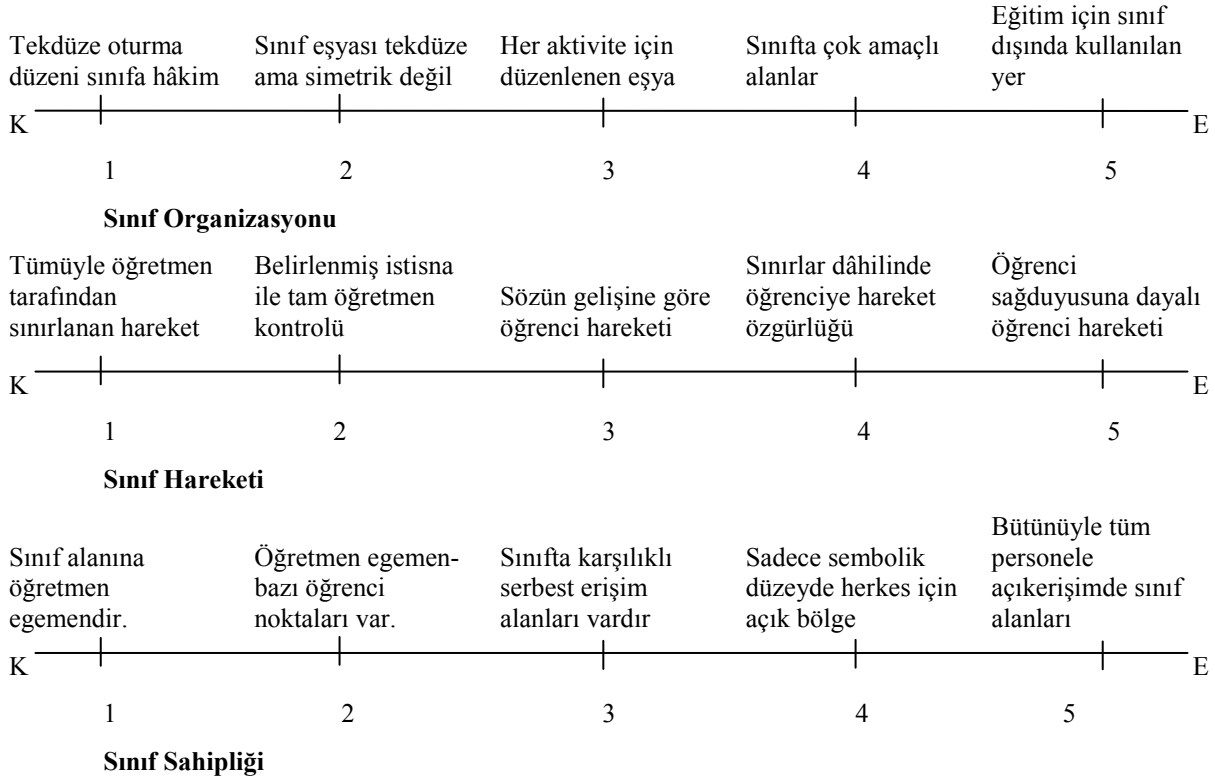 Tekdüze oturma düzeni sınıfa hâkim
Sınıf eşyası tekdüze ama simetrik değil
Her aktivite için düzenlenen eşya
Sınıfta çok amaçlı alanlar
Eğitim için sınıf dışında kullanılan yer
K E
1 2 3 4 5
Sınıf Organizasyonu
Tümüyle öğretmen tarafından sınırlanan hareket
Belirlenmiş istisna ile tam öğretmen kontrolü
Sözün gelişine göre öğrenci hareketi
Sınırlar dâhilinde öğrenciye hareket özgürlüğü
Öğrenci sağduyusuna dayalı öğrenci hareketi
K E
1 2 3 4 5
Sınıf Hareketi
Sınıf alanına öğretmen egemendir.
Öğretmen egemen- bazı öğrenci noktaları var.
Sınıfta karşılıklı serbest erişim alanları vardır
Sadece sembolik düzeyde herkes için açık bölge
Bütünüyle tüm personele açıkerişimde sınıf alanları
K E
1 2 3 4 5
Sınıf Sahipliği